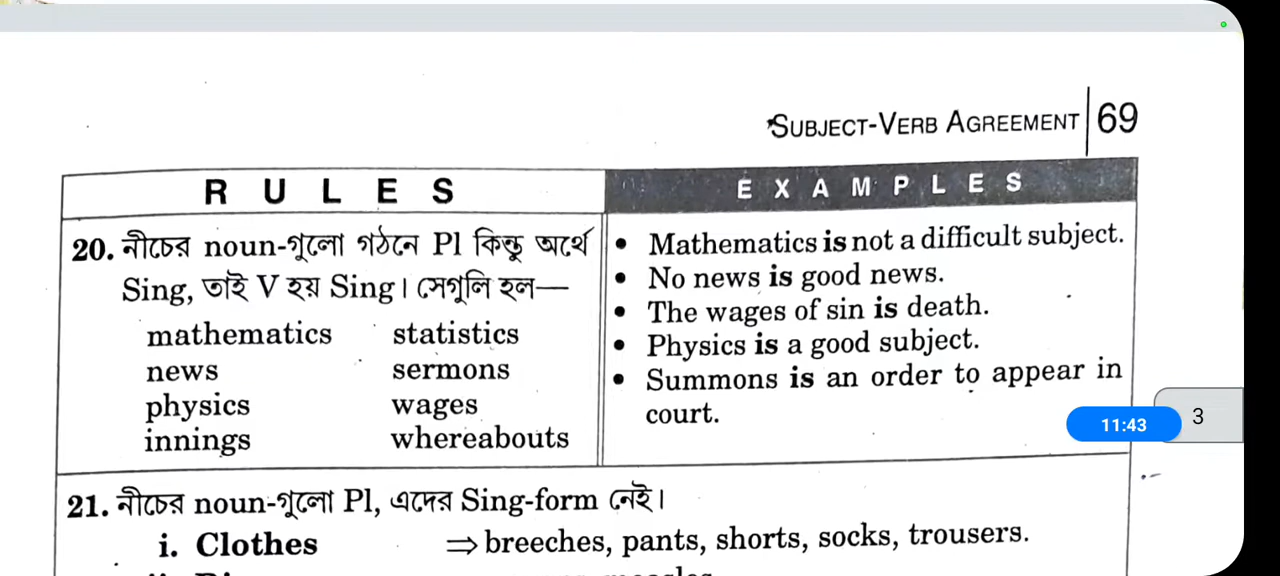 SUBJECT-VERB AGREEMENT 69
RULES
EXAMPLES
20. নীচের noun-গুলো গঠনে Pl কিন্তু অর্থে
Sing, তাই V হয় Sing। সেগুলি হল—
mathematics statistics
news sermons
physics wages
innings whereabouts
• Mathematics is not a difficult subject.
• No news is good news.
• The wages of sin is death.
• Physics is a good subject.
• Summons is an order to appear in
court.
3
11:43
21. নীচের noun-গুলো Pl, এদের Sing-form নেই।
i. Clothes ⇒ breeches, pants, shorts, socks, trousers.